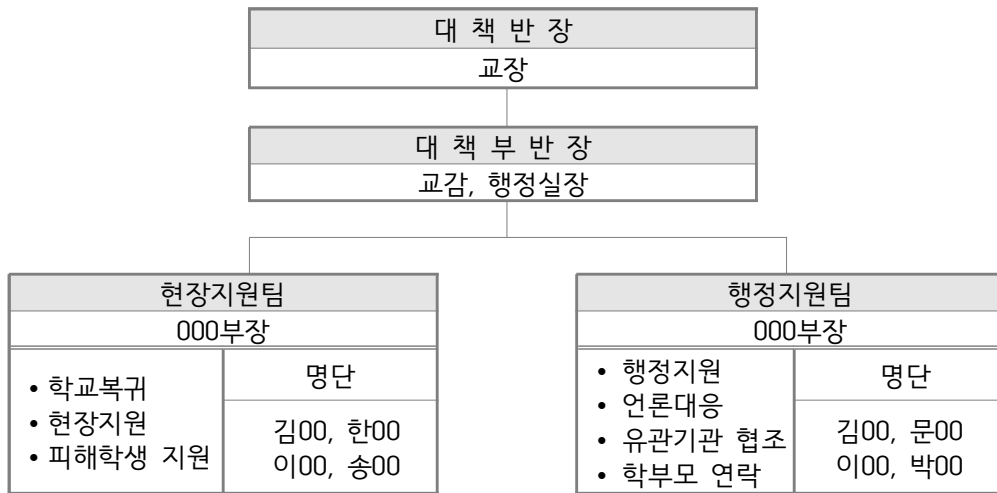 대 책 반 장
교장
대 책 부 반 장
교감, 행정실장
현장지원팀
000부장
• 학교복귀
• 현장지원
• 피해학생 지원
명단
김00, 한00
이00, 송00
행정지원팀
000부장
• 행정지원
• 언론대응
• 유관기관 협조
• 학부모 연락
명단
김00, 문00
이00, 박00